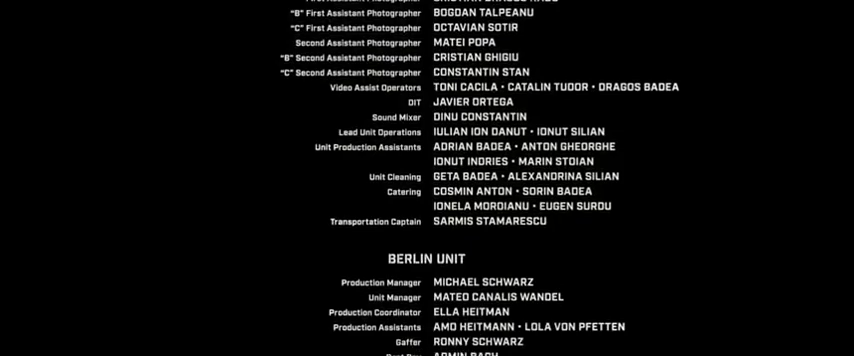 "B" First Assistant Photographer BOGDAN TALPEANU
"C" First Assistant Photographer OCTAVIAN SOTIR
Second Assistant Photographer MATEI POPA
"B" Second Assistant Photographer CRISTIAN GHIGIU
"C" Second Assistant Photographer CONSTANTIN STAN
Video Assist Operators TONI CACILA • CATALIN TUDOR • DRAGOS BADEA
DIT JAVIER ORTEGA
Sound Mixer DINU CONSTANTIN
Lead Unit Operations IULIAN ION DANUT • IONUT SILIAN
Unit Production Assistants ADRIAN BADEA • ANTON GHEORGHE
IONUT INDRIES • MARIN STOIAN
Unit Cleaning GETA BADEA • ALEXANDRINA SILIAN
Catering COSMIN ANTON • SORIN BADEA
IONELA MOROIANU • EUGEN SURDU
Transportation Captain SARMIS STAMARESCU
BERLIN UNIT
Production Manager MICHAEL SCHWARZ
Unit Manager MATEO CANALIS WANDEL
Production Coordinator ELLA HEITMAN
Production Assistants AMO HEITMANN • LOLA VON PFETTEN
Gaffer RONNY SCHWARZ